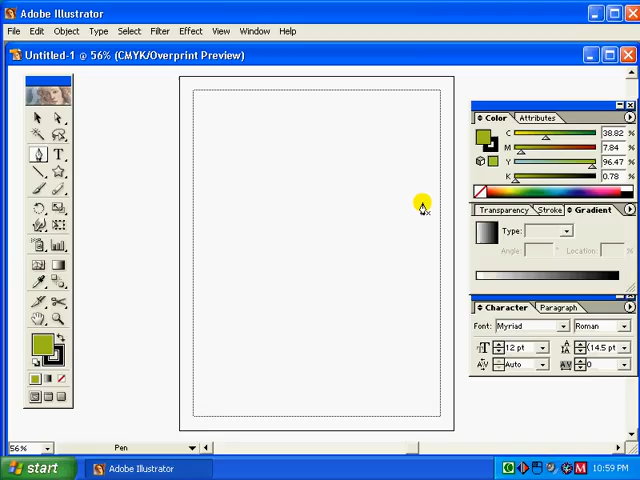 Adobe Illustrator
File Edit Object Type Select Filter Effect View Window Help
Untitled-1 @ 56% (CMYK/Overprint Preview)
Color Attributes
C 38.82 %
M 7.84 %
Y 96.47 %
K 0.78 %
Transparency Stroke Gradient
Type:
Angle: ° Location: %
Character Paragraph
Font: Myriad Roman
12 pt (14.5 pt
Auto 0
T
56% Pen
start Adobe Illustrator 10:59 PM